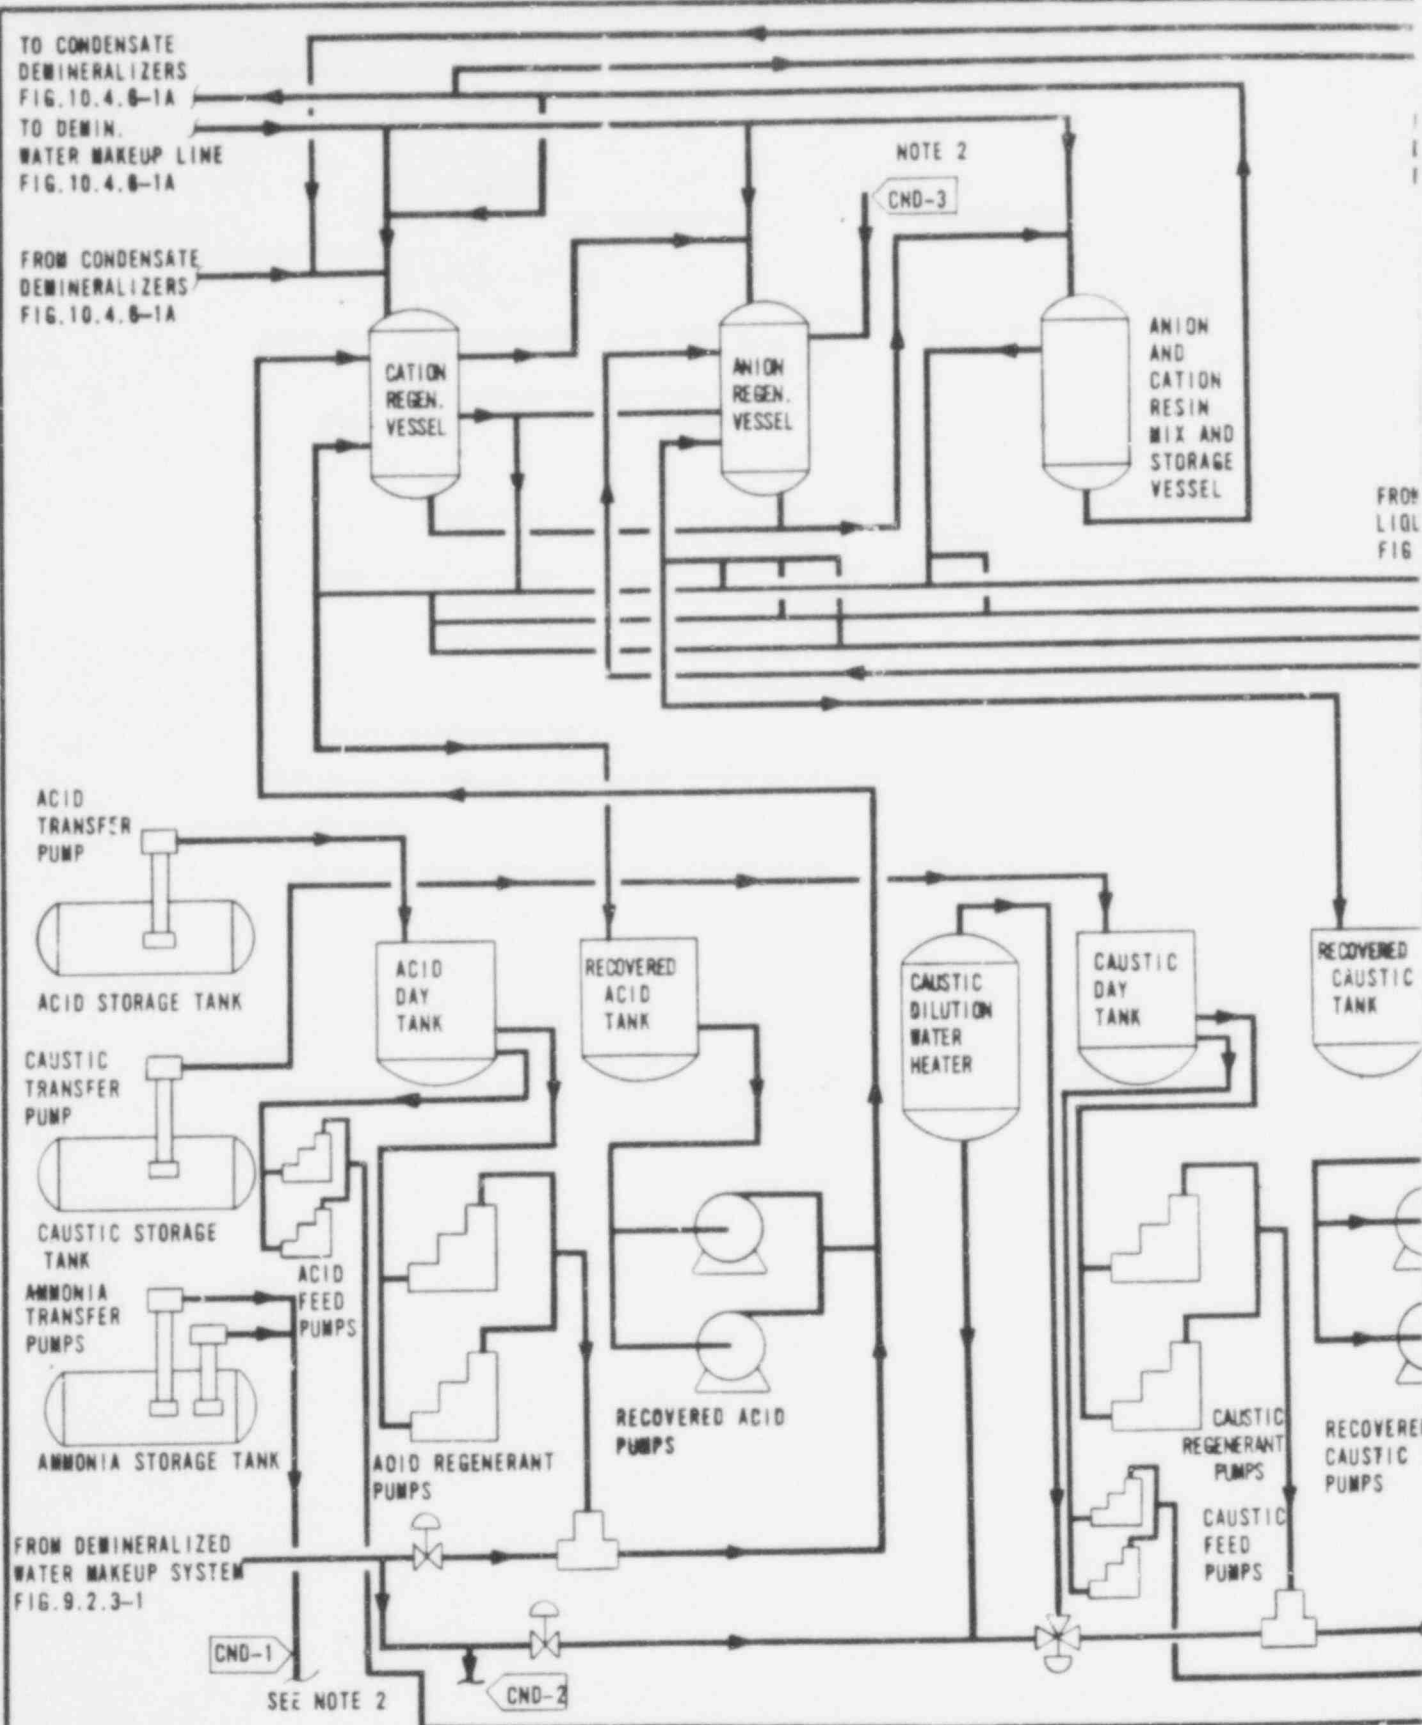 TO CONDENSATE
DEMINERALIZERS
FIG.10.4.6-1A
TO DEMIN.
WATER MAKEUP LINE
FIG.10.4.6-1A
NOTE 2
CND-3
FROM CONDENSATE
DEMINERALIZERS
FIG.10.4.6-1A
CATION
REGEN.
VESSEL
ANION
REGEN.
VESSEL
ANION
AND
CATION
RESIN
MIX AND
STORAGE
VESSEL
FROM
FIG
ACID
TRANSFER
PUMP
ACID STORAGE TANK
ACID
DAY
TANK
RECOVERED
ACID
TANK
CAUSTIC
DILUTION
WATER
HEATER
CAUSTIC
DAY
TANK
RECOVERED
CAUSTIC
TANK
CAUSTIC
TRANSFER
PUMP
CAUSTIC STORAGE
TANK
ACID
FEED
PUMPS
AMMONIA
TRANSFER
PUMPS
AMMONIA STORAGE TANK
ACID REGENERANT
PUMPS
RECOVERED ACID
PUMPS
CAUSTIC
REGENERANT
PUMPS
RECOVERE
CAUSTIC
PUMPS
CAUSTIC
FEED
PUMPS
FROM DEMINERALIZED
WATER MAKEUP SYSTEM
FIG.9.2.3-1
CND-1
SEE NOTE 2
CND-2